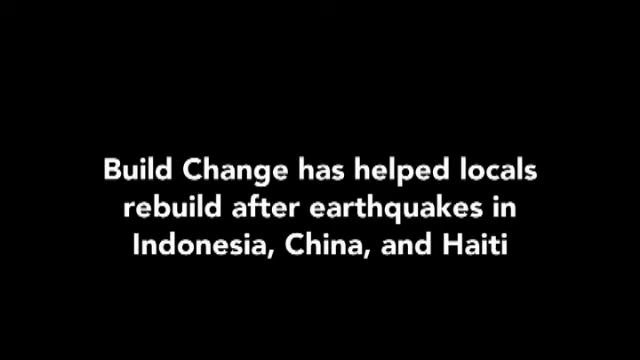 Build Change has helped locals
rebuild after earthquakes in
Indonesia, China, and Haiti